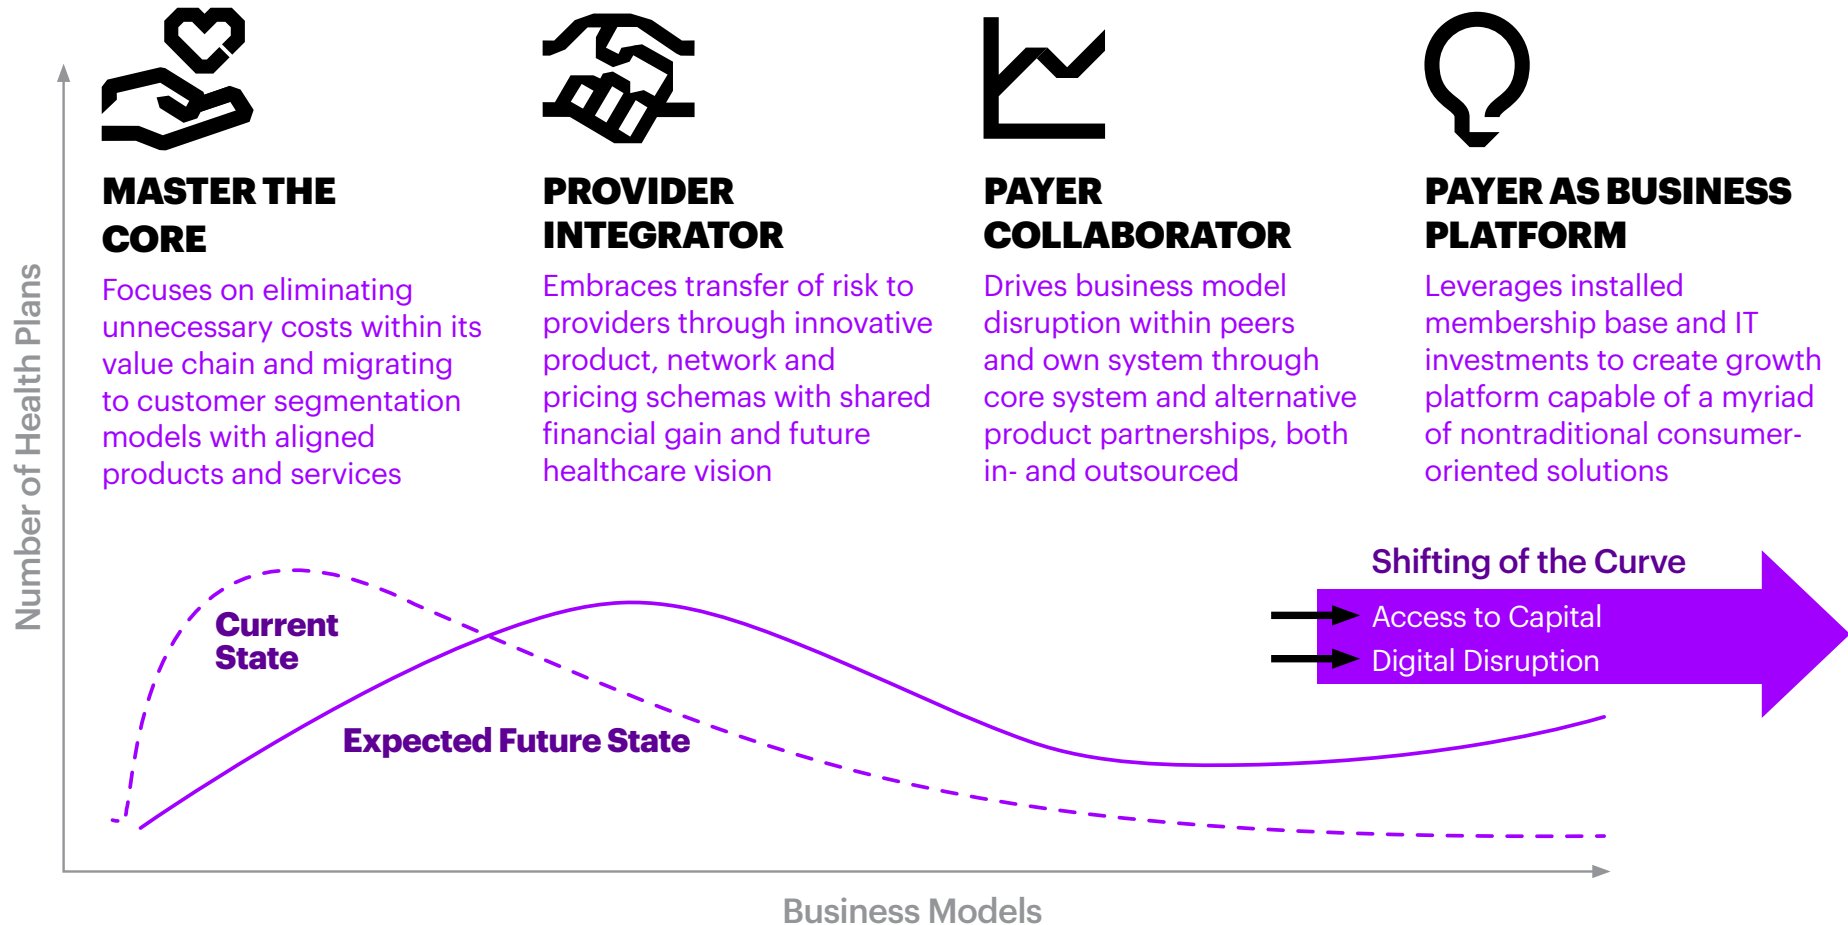 Number of Health Plans
MASTER THE
CORE
Focuses on eliminating
unnecessary costs within its
value chain and migrating
to customer segmentation
models with aligned
products and services
PROVIDER
INTEGRATOR
Embraces transfer of risk to
providers through innovative
product, network and
pricing schemas with shared
financial gain and future
healthcare vision
PAYER
COLLABORATOR
Drives business model
disruption within peers
and own system through
core system and alternative
product partnerships, both
in- and outsourced
PAYER AS BUSINESS
PLATFORM
Leverages installed
membership base and IT
investments to create growth
platform capable of a myriad
of nontraditional consumer-
oriented solutions
Current
State
Expected Future State
Shifting of the Curve
Access to Capital
Digital Disruption
Business Models